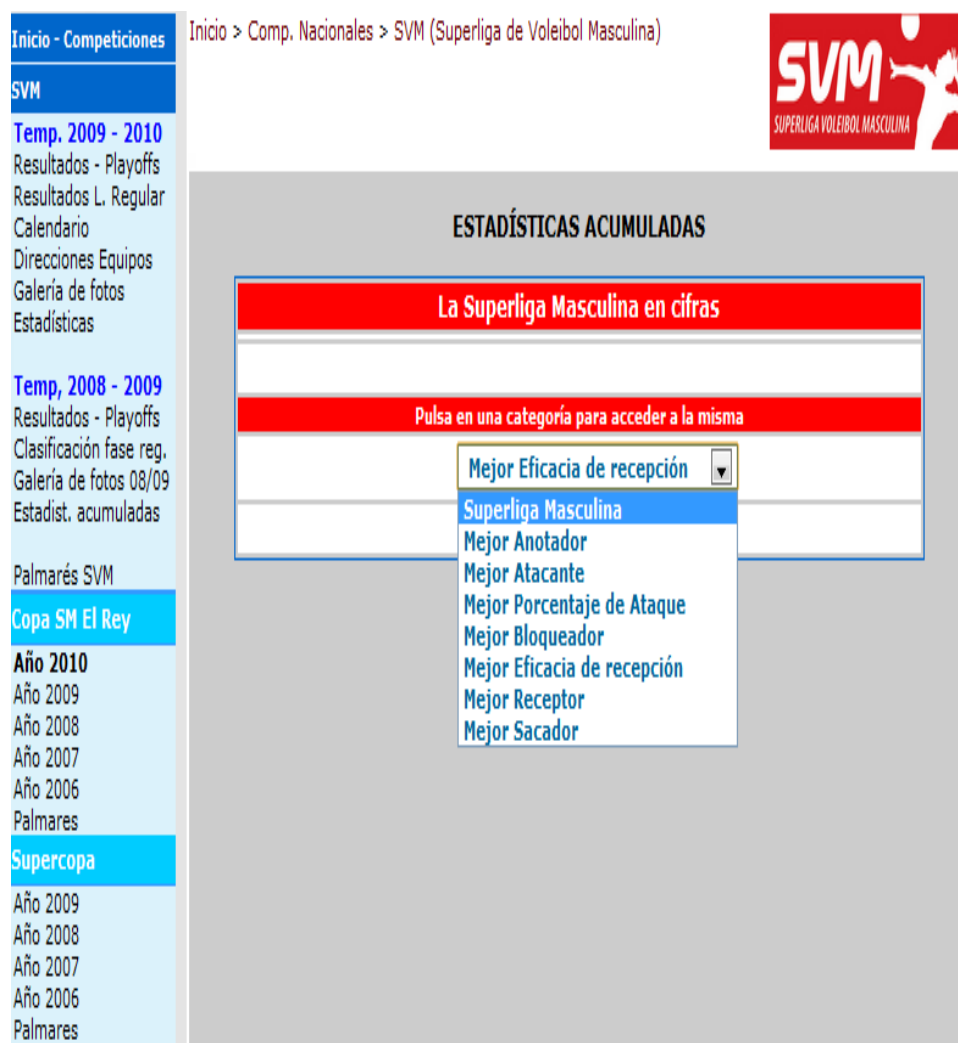 Inicio - Competiciones
SVM
Temp. 2009 - 2010
Resultados - Playoffs
Resultados L. Regular
Calendario
Direcciones Equipos
Galería de fotos
Estadísticas
Temp, 2008 - 2009
Resultados - Playoffs
Clasificación fase reg.
Galería de fotos 08/09
Estadist. acumuladas
Palmarés SVM
Copa SM El Rey
Año 2010
Año 2009
Año 2008
Año 2007
Año 2006
Palmares
Supercopa
Año 2009
Año 2008
Año 2007
Año 2006
Palmares
Inicio > Comp. Nacionales > SVM (Superliga de Voleibol Masculina)
SVM
SUPERLIGA VOLEIBOL MASCULINA
ESTADÍSTICAS ACUMULADAS
La Superliga Masculina en cifras
Pulsa en una categoría para acceder a la misma
Mejor Eficacia de recepción
Superliga Masculina
Mejor Anotador
Mejor Atacante
Mejor Porcentaje de Ataque
Mejor Bloqueador
Mejor Eficacia de recepción
Mejor Receptor
Mejor Sacador